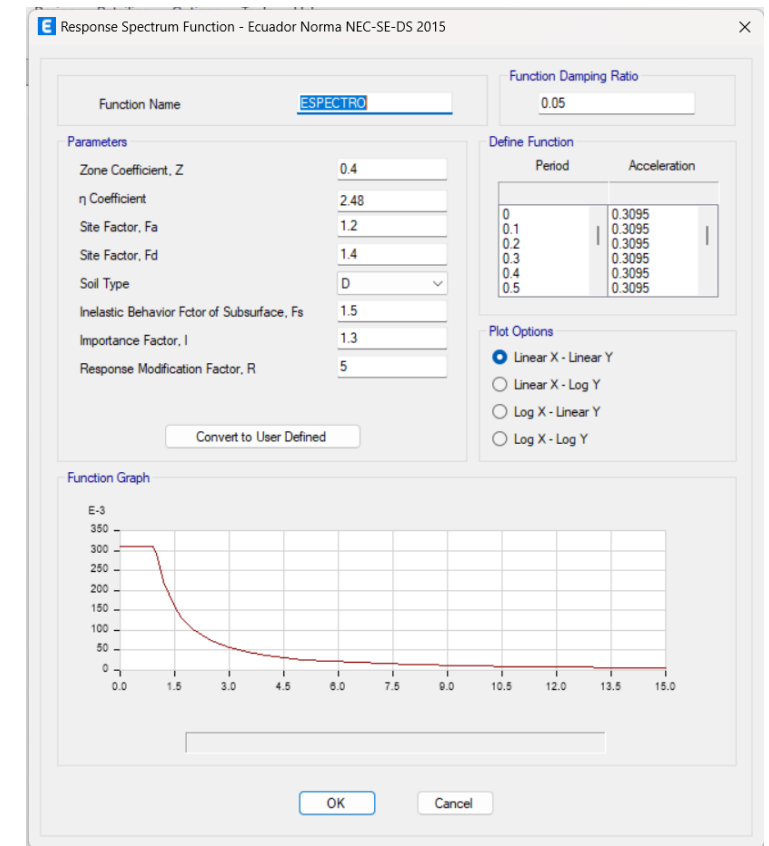 E Response Spectrum Function - Ecuador Norma NEC-SE-DS 2015
Function Name ESPECTRO
Function Damping Ratio
0.05
Parameters
Zone Coefficient, Z 0.4
η Coefficient 2.48
Site Factor, Fa 1.2
Site Factor, Fd 1.4
Soil Type D
Inelastic Behavior Fctor of Subsurface, Fs 1.5
Importance Factor, I 1.3
Response Modification Factor, R 5
Convert to User Defined
Define Function
Period Acceleration
0 0.3095
0.1 0.3095
0.2 0.3095
0.3 0.3095
0.4 0.3095
0.5 0.3095
Plot Options
Linear X - Linear Y
Linear X - Log Y
Log X - Linear Y
Log X - Log Y
Function Graph
E-3
350
300
250
200
150
100
50
0
0.0 1.5 3.0 4.5 6.0 7.5 9.0 10.5 12.0 13.5 15.0
OK Cancel